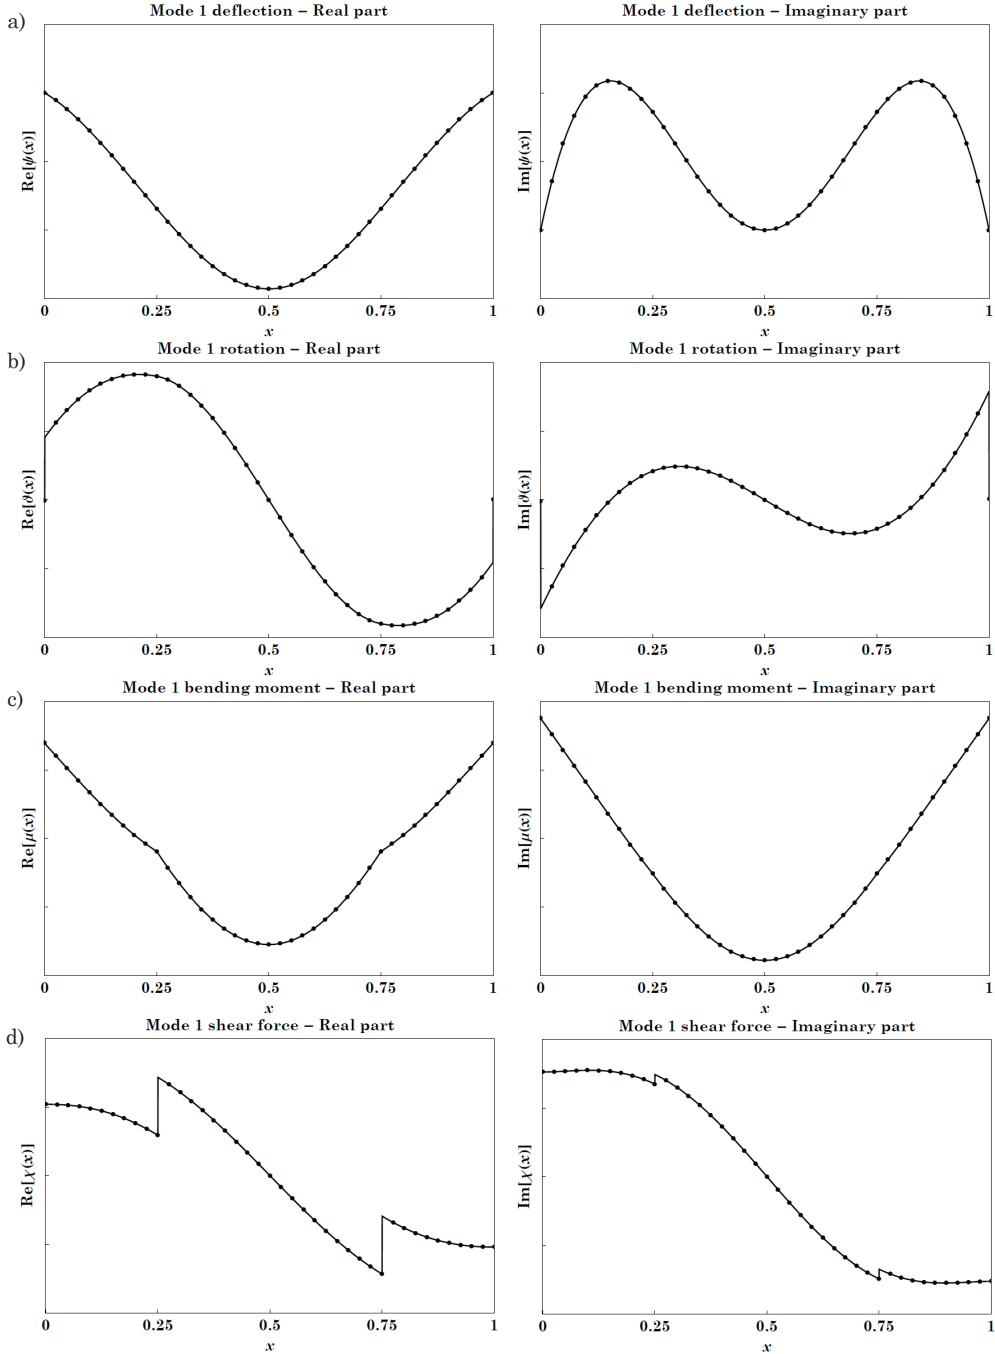 a)
Mode 1 deflection – Real part
Mode 1 deflection – Imaginary part
Re[ψ(x)]
Im[ψ(x)]
0 0.25 0.5 0.75 1
0 0.25 0.5 0.75 1
x
x
b)
Mode 1 rotation – Real part
Mode 1 rotation – Imaginary part
Re[ϑ(x)]
Im[ϑ(x)]
0 0.25 0.5 0.75 1
0 0.25 0.5 0.75 1
x
x
c)
Mode 1 bending moment – Real part
Mode 1 bending moment – Imaginary part
Re[μ(x)]
Im[μ(x)]
0 0.25 0.5 0.75 1
0 0.25 0.5 0.75 1
x
x
d)
Mode 1 shear force – Real part
Mode 1 shear force – Imaginary part
Re[χ(x)]
Im[χ(x)]
0 0.25 0.5 0.75 1
0 0.25 0.5 0.75 1
x
x